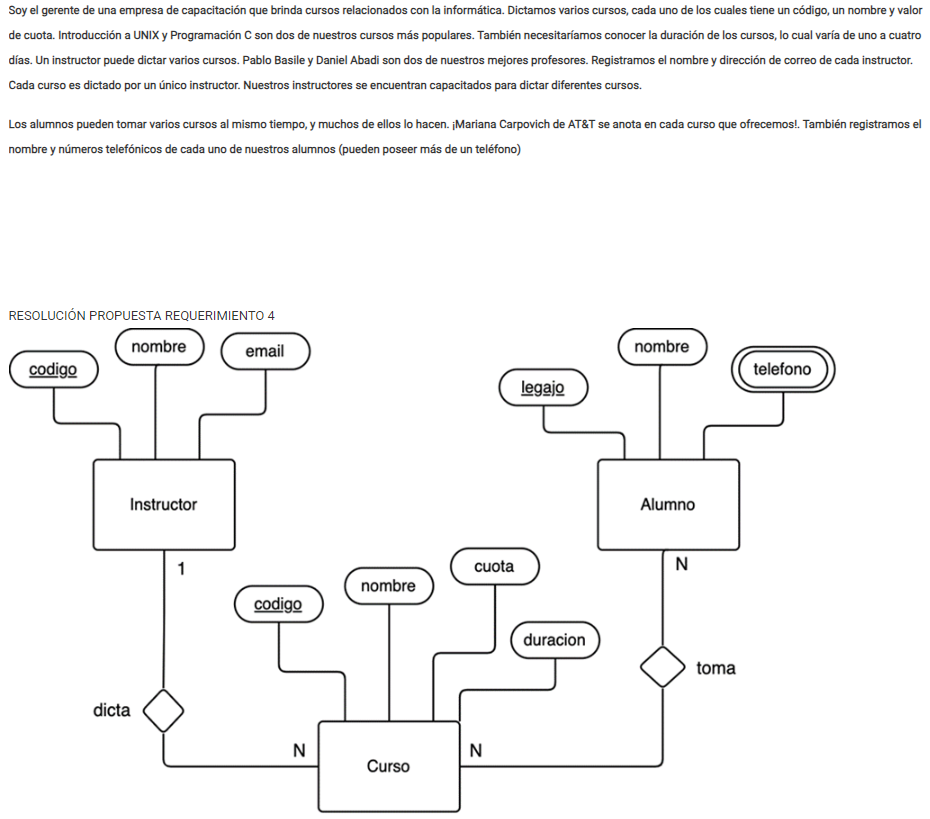 Soy el gerente de una empresa de capacitación que brinda cursos relacionados con la informática. Dictamos varios cursos, cada uno de los cuales tiene un código, un nombre y valor
de cuota. Introducción a UNIX y Programación C son dos de nuestros cursos más populares. También necesitaríamos conocer la duración de los cursos, lo cual varía de uno a cuatro
días. Un instructor puede dictar varios cursos. Pablo Basile y Daniel Abadi son dos de nuestros mejores profesores. Registramos el nombre y dirección de correo de cada instructor.
Cada curso es dictado por un único instructor. Nuestros instructores se encuentran capacitados para dictar diferentes cursos.
Los alumnos pueden tomar varios cursos al mismo tiempo, y muchos de ellos lo hacen. ¡Mariana Carpovich de AT&T se anota en cada curso que ofrecemos!. También registramos el
nombre y números telefónicos de cada uno de nuestros alumnos (pueden poseer más de un teléfono)
RESOLUCIÓN PROPUESTA REQUERIMIENTO 4
codigo
nombre
email
legajo
nombre
telefono
Instructor
Alumno
1
N
codigo
nombre
cuota
duracion
dicta
toma
N
N
Curso